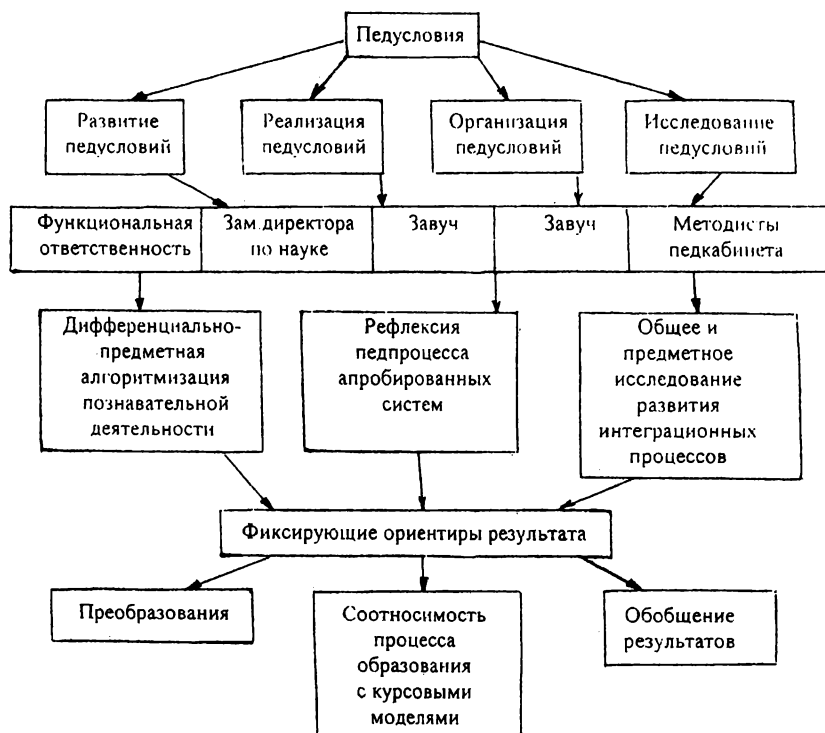 Педусловия
Развитие
педусловий
Реализация
педусловий
Организация
педусловий
Исследование
педусловий
Функциональная
ответственность
Зам.директора
по науке
Завуч
Завуч
Методисты
педкабинета
Дифференциально-
предметная
алгоритмизация
познавательной
деятельности
Рефлексия
педпроцесса
апробированных
систем
Общее и
предметное
исследование
развития
интеграционных
процессов
Фиксирующие ориентиры результата
Преобразования
Соотносимость
процесса
образования
с курсовыми
моделями
Обобщение
результатов